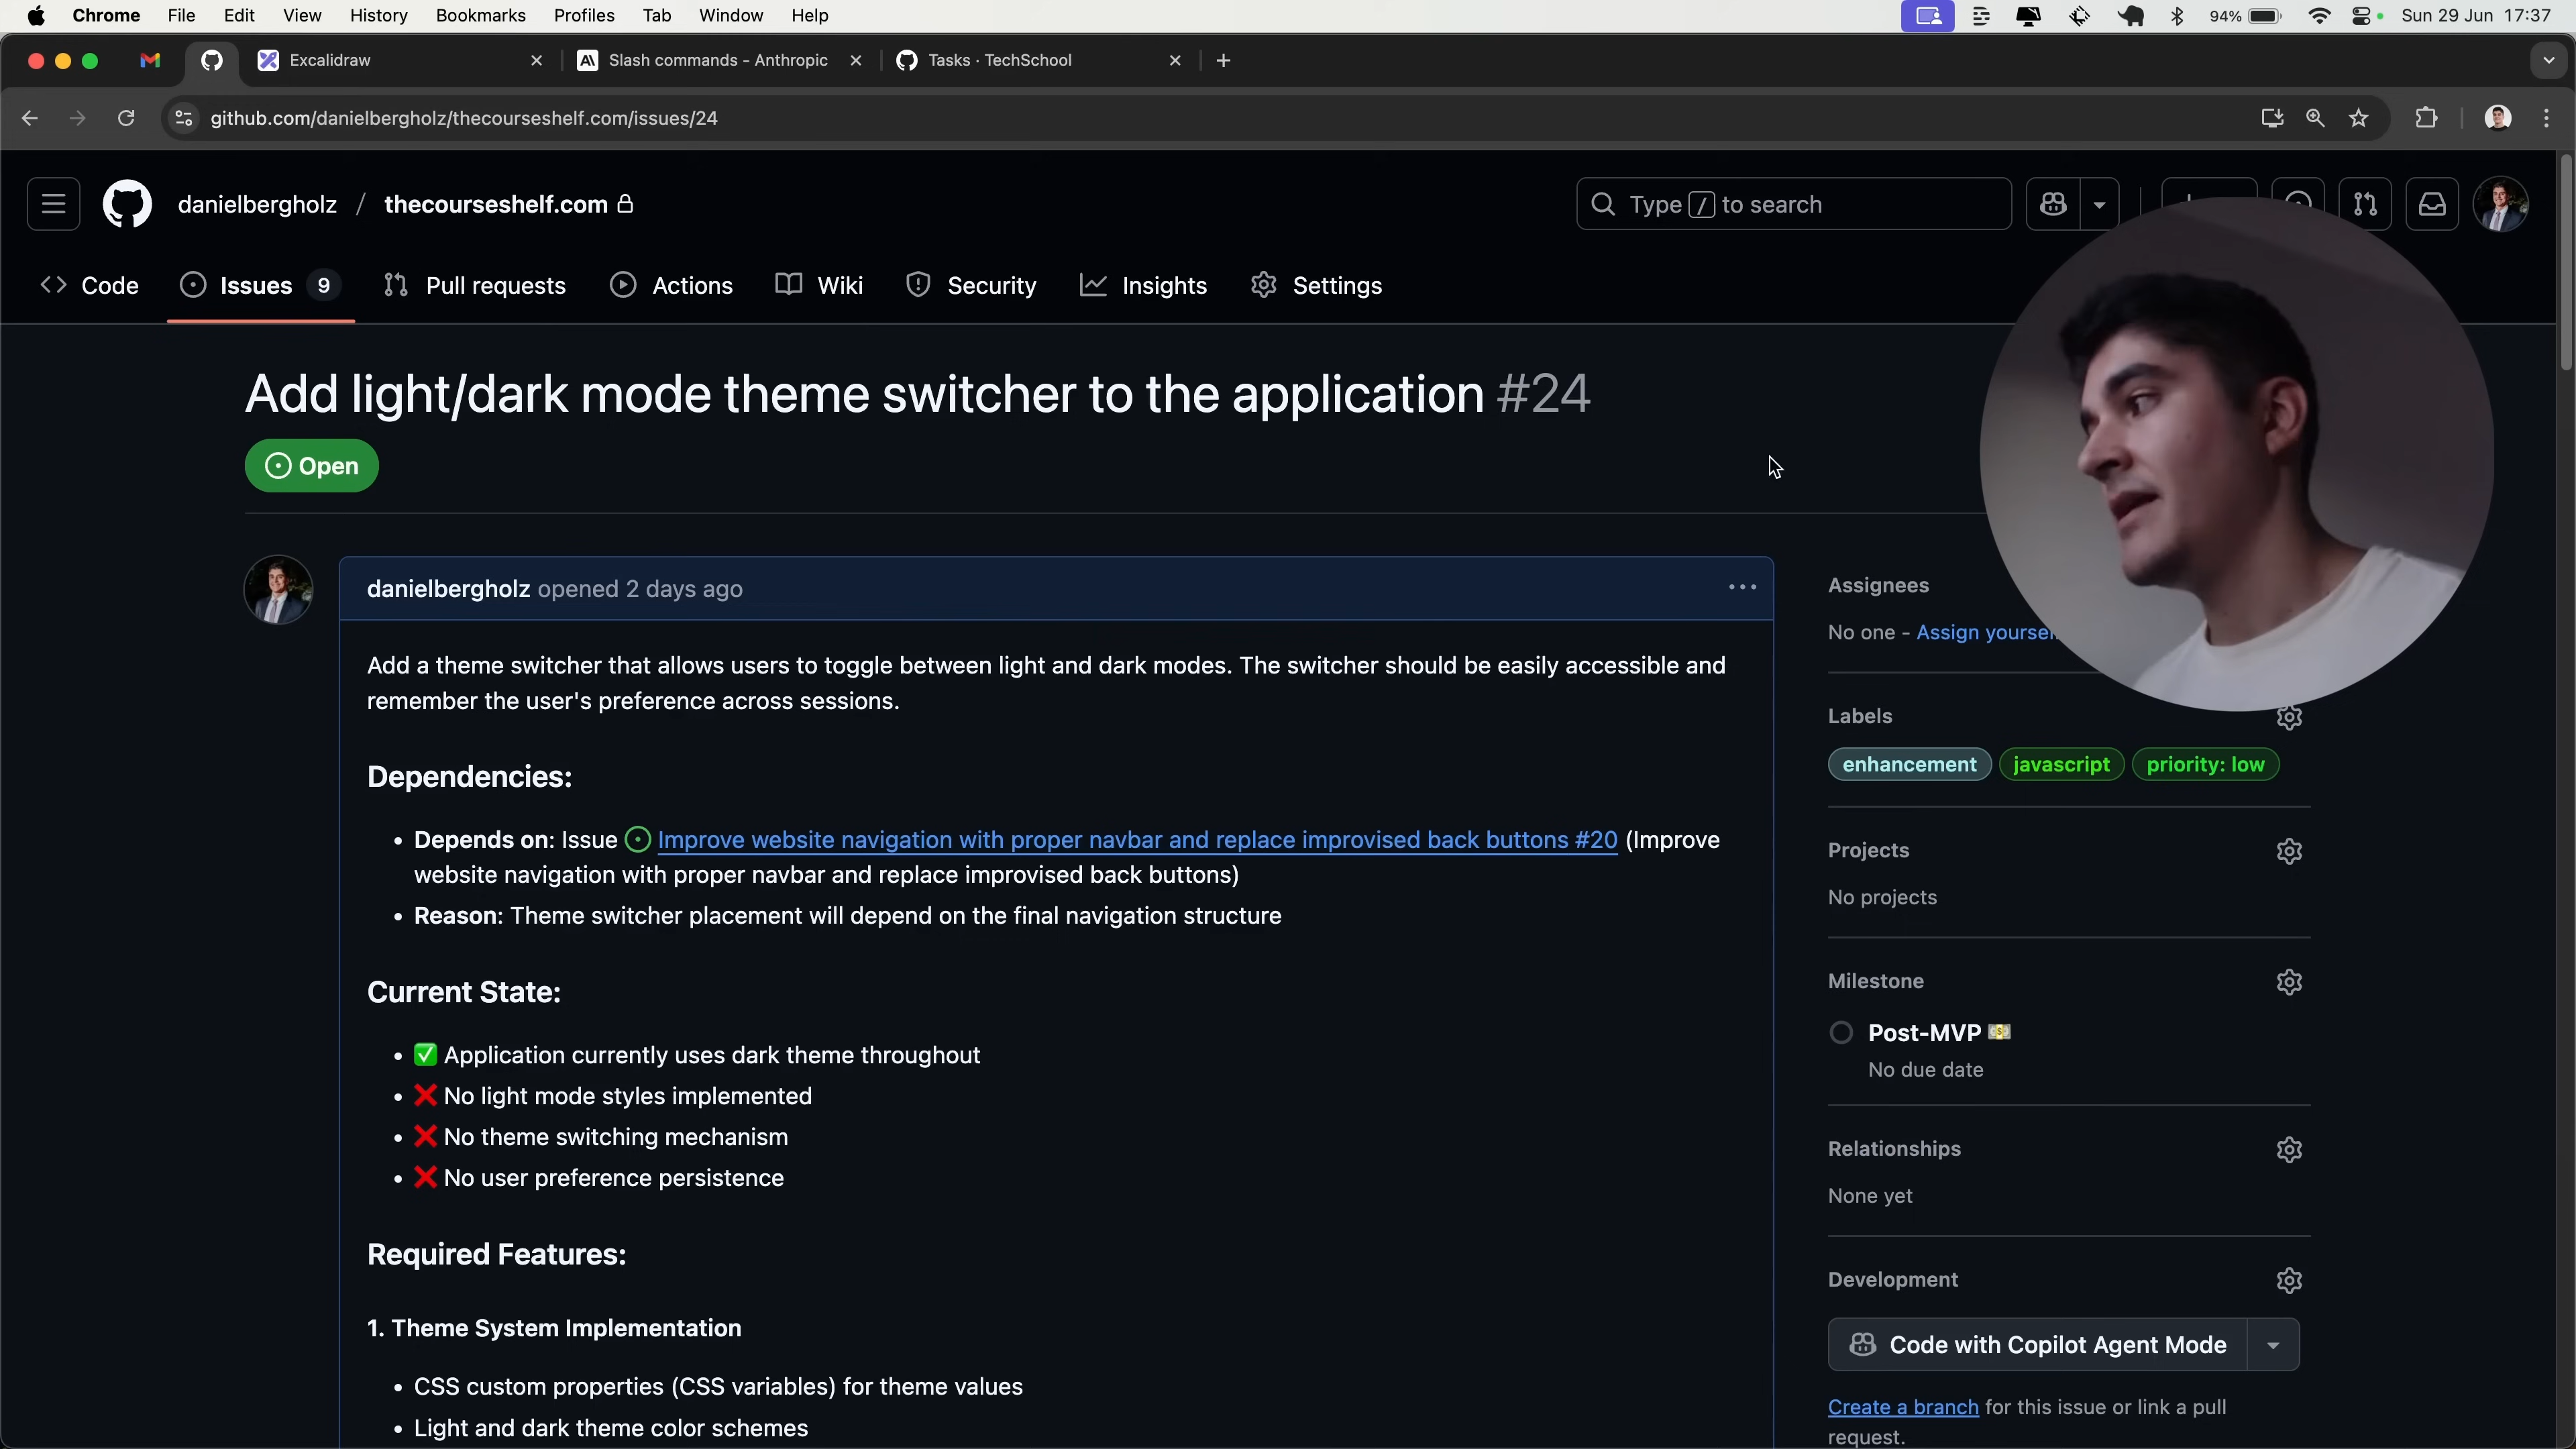 Chrome File Edit View History Bookmarks Profiles Tab Window Help 94% Sun 29 Jun 17:37
Excalidraw Slash commands - Anthropic Tasks · TechSchool
github.com/danielbergholz/thecourseshelf.com/issues/24
danielbergholz / thecourseshelf.com Type / to search
Code Issues 9 Pull requests Actions Wiki Security Insights Settings
Add light/dark mode theme switcher to the application #24
Open
danielbergholz opened 2 days ago
Add a theme switcher that allows users to toggle between light and dark modes. The switcher should be easily accessible and
remember the user's preference across sessions.
Dependencies:
• Depends on: Issue Improve website navigation with proper navbar and replace improvised back buttons #20 (Improve
website navigation with proper navbar and replace improvised back buttons)
• Reason: Theme switcher placement will depend on the final navigation structure
Current State:
• ✅ Application currently uses dark theme throughout
• ❌ No light mode styles implemented
• ❌ No theme switching mechanism
• ❌ No user preference persistence
Required Features:
1. Theme System Implementation
• CSS custom properties (CSS variables) for theme values
• Light and dark theme color schemes
Assignees
No one - Assign
Labels
enhancement javascript priority: low
Projects
No projects
Milestone
Post-MVP 💵
No due date
Relationships
None yet
Development
Code with Copilot Agent Mode
Create a branch for this issue or link a pull
request.